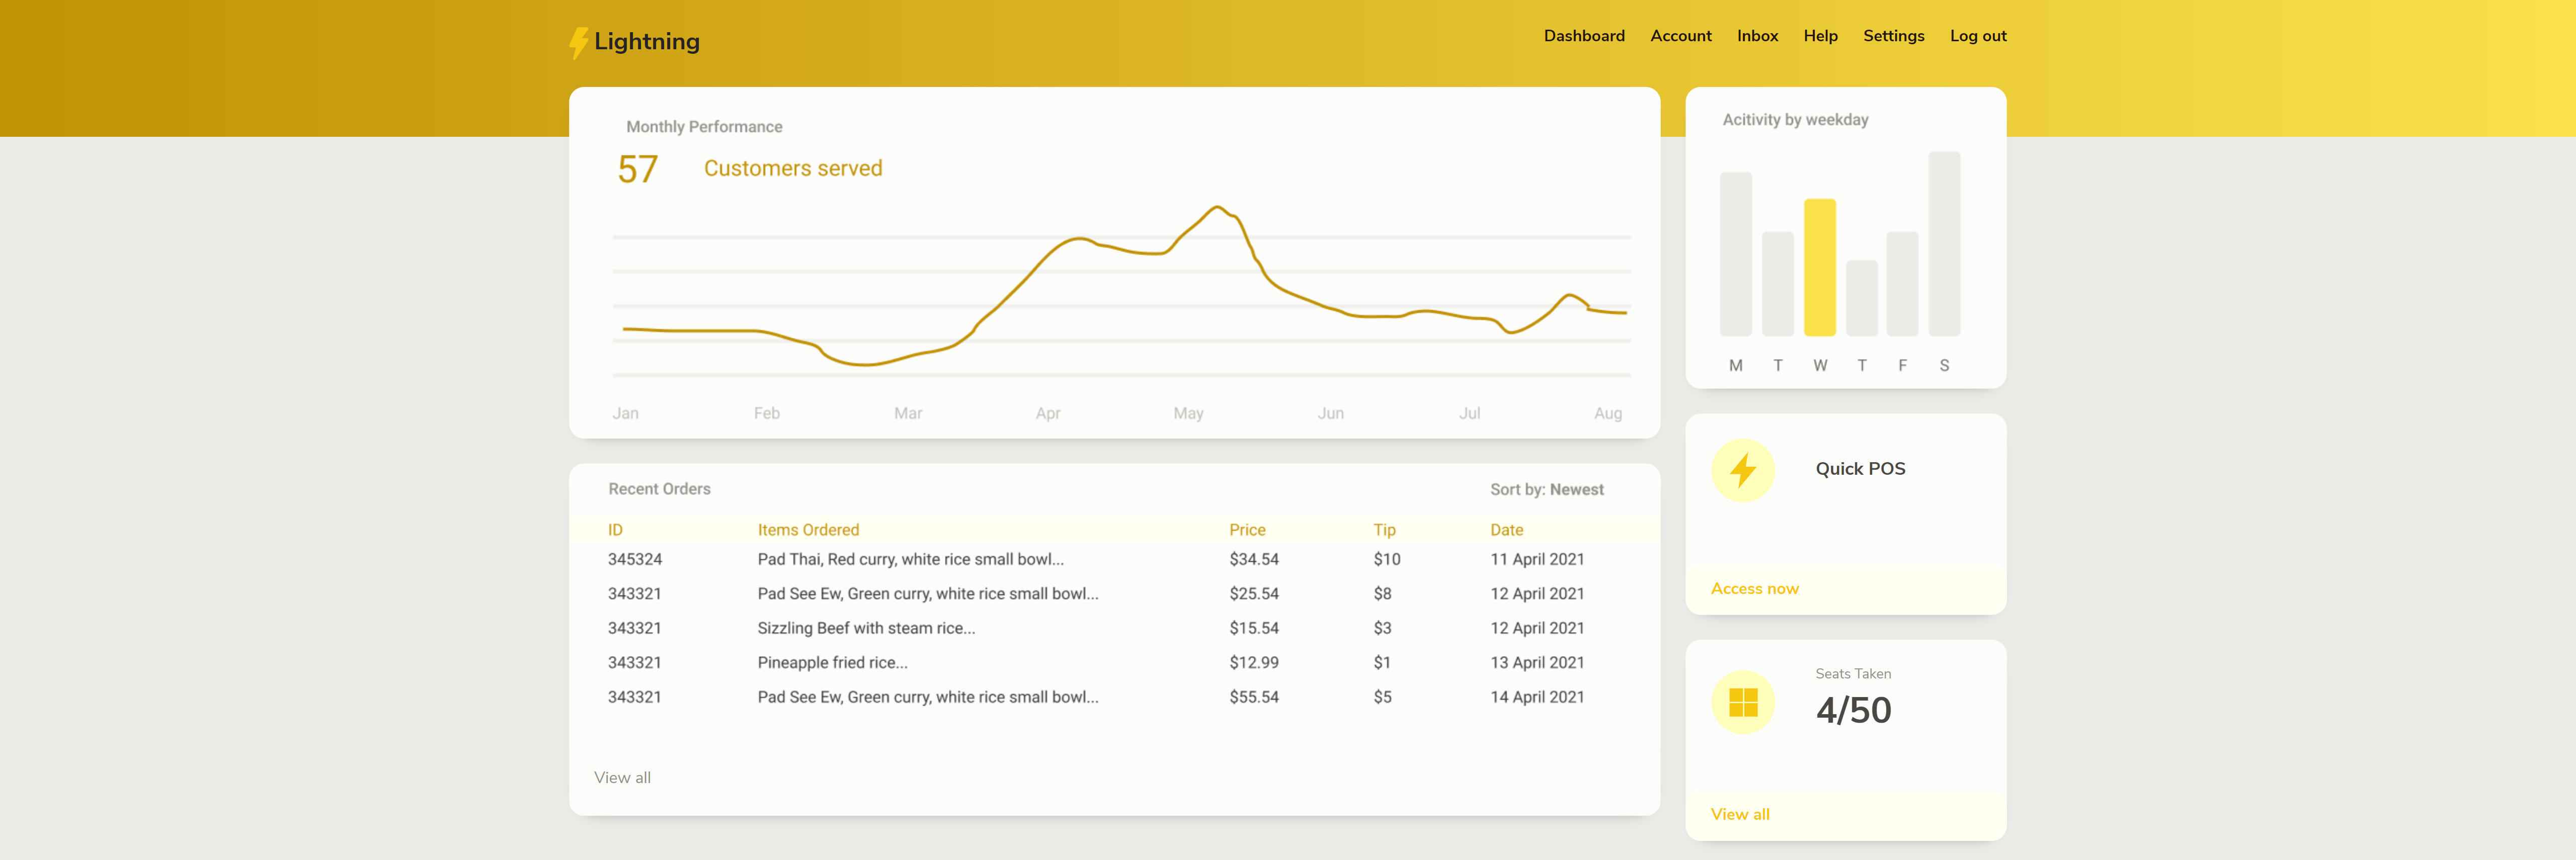 Lightning
Dashboard Account Inbox Help Settings Log out
Monthly Performance
57 Customers served
Jan Feb Mar Apr May Jun Jul Aug
Acitivity by weekday
M T W T F S
Recent Orders Sort by: Newest
ID Items Ordered Price Tip Date
345324 Pad Thai, Red curry, white rice small bowl... $34.54 $10 11 April 2021
343321 Pad See Ew, Green curry, white rice small bowl... $25.54 $8 12 April 2021
343321 Sizzling Beef with steam rice... $15.54 $3 12 April 2021
343321 Pineapple fried rice... $12.99 $1 13 April 2021
343321 Pad See Ew, Green curry, white rice small bowl... $55.54 $5 14 April 2021
View all
Quick POS
Access now
Seats Taken
4/50
View all